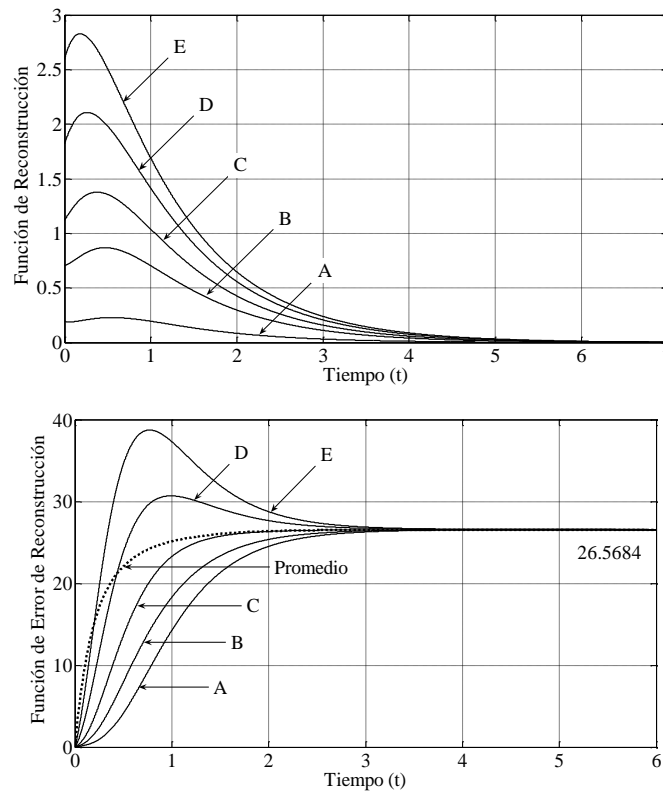 3
2.5
2
1.5
1
0.5
0
Función de Reconstrucción
E
D
C
B
A
0 1 2 3 4 5 6
Tiempo (t)
40
30
20
10
0
Función de Error de Reconstrucción
D
E
26.5684
Promedio
C
B
A
0 1 2 3 4 5 6
Tiempo (t)